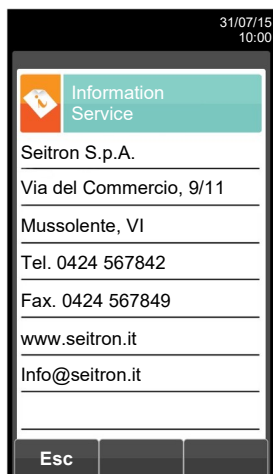 31/07/15
10:00
Information
Service
Seitron S.p.A.
Via del Commercio, 9/11
Mussolente, VI
Tel. 0424 567842
Fax. 0424 567849
www.seitron.it
Info@seitron.it
Esc